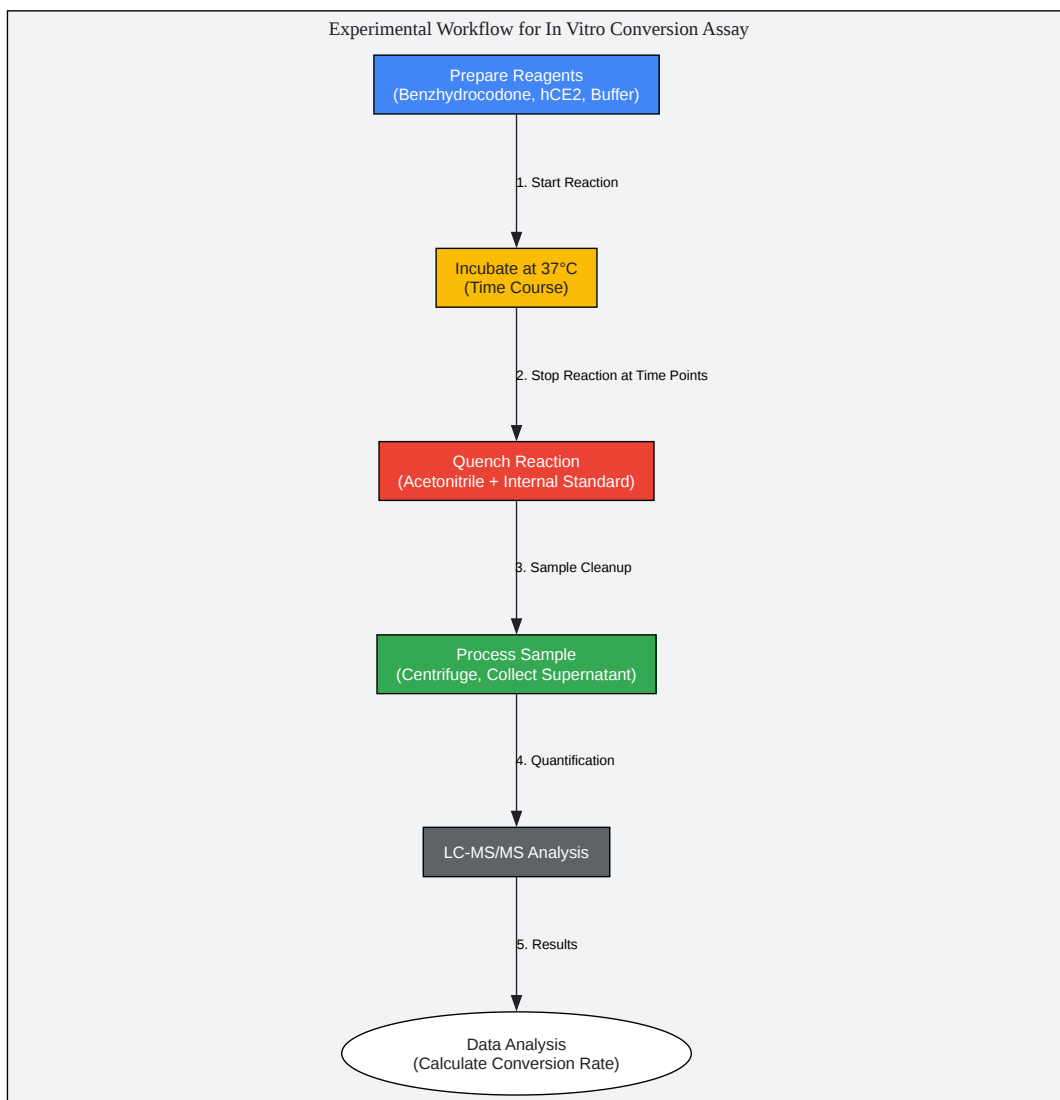 Experimental Workflow for In Vitro Conversion Assay
Prepare Reagents
(Benzhydrocodone, hCE2, Buffer)
1. Start Reaction
Incubate at 37°C
(Time Course)
2. Stop Reaction at Time Points
Quench Reaction
(Acetonitrile + Internal Standard)
3. Sample Cleanup
Process Sample
(Centrifuge, Collect Supernatant)
4. Quantification
LC-MS/MS Analysis
5. Results
Data Analysis
(Calculate Conversion Rate)